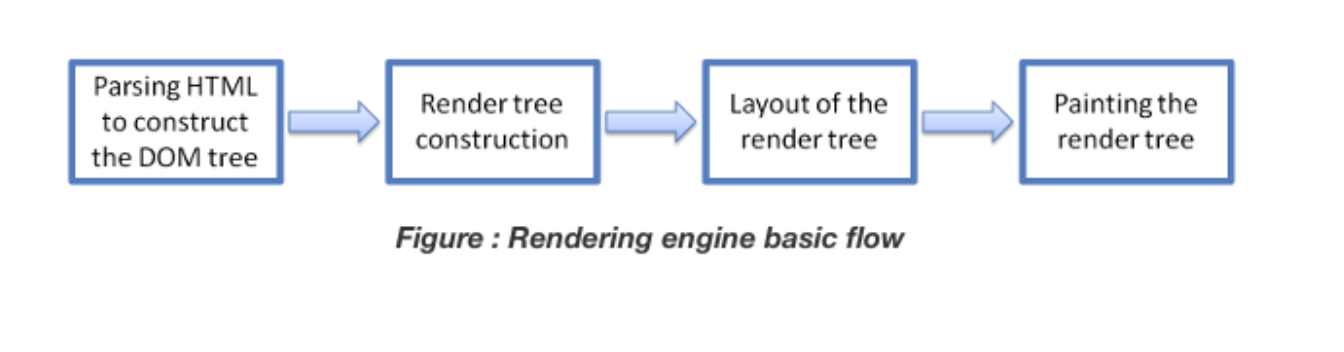 Parsing HTML
to construct
the DOM tree
Render tree
construction
Layout of the
render tree
Painting the
render tree
Figure : Rendering engine basic flow